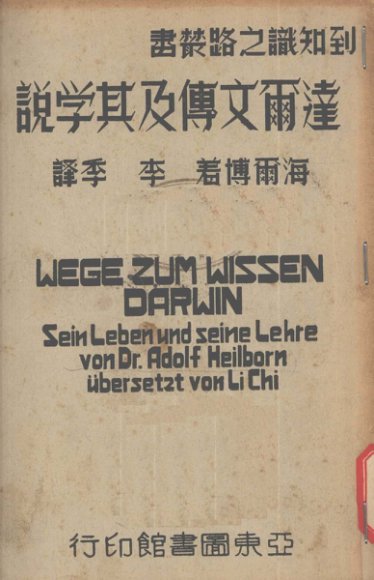 到知識之路叢書
達爾文傳及其学說
海爾博着 李 季譯
WEGE ZUM WISSEN
DARWIN
Sein Leben und seine Lehre
von Dr. Adolf Heilborn
übersetzt von Li Chi
亞東圖書館印行